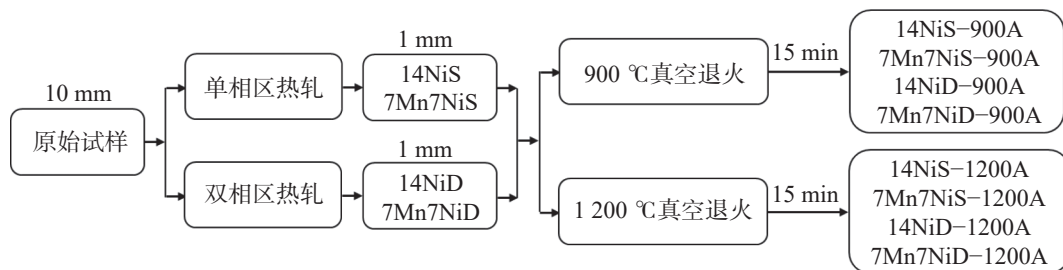 10 mm
原始试样
单相区热轧
双相区热轧
1 mm
14NiS
7Mn7NiS
1 mm
14NiD
7Mn7NiD
900 ℃真空退火
1 200 ℃真空退火
15 min
15 min
14NiS−900A
7Mn7NiS−900A
14NiD−900A
7Mn7NiD−900A
14NiS−1200A
7Mn7NiS−1200A
14NiD−1200A
7Mn7NiD−1200A